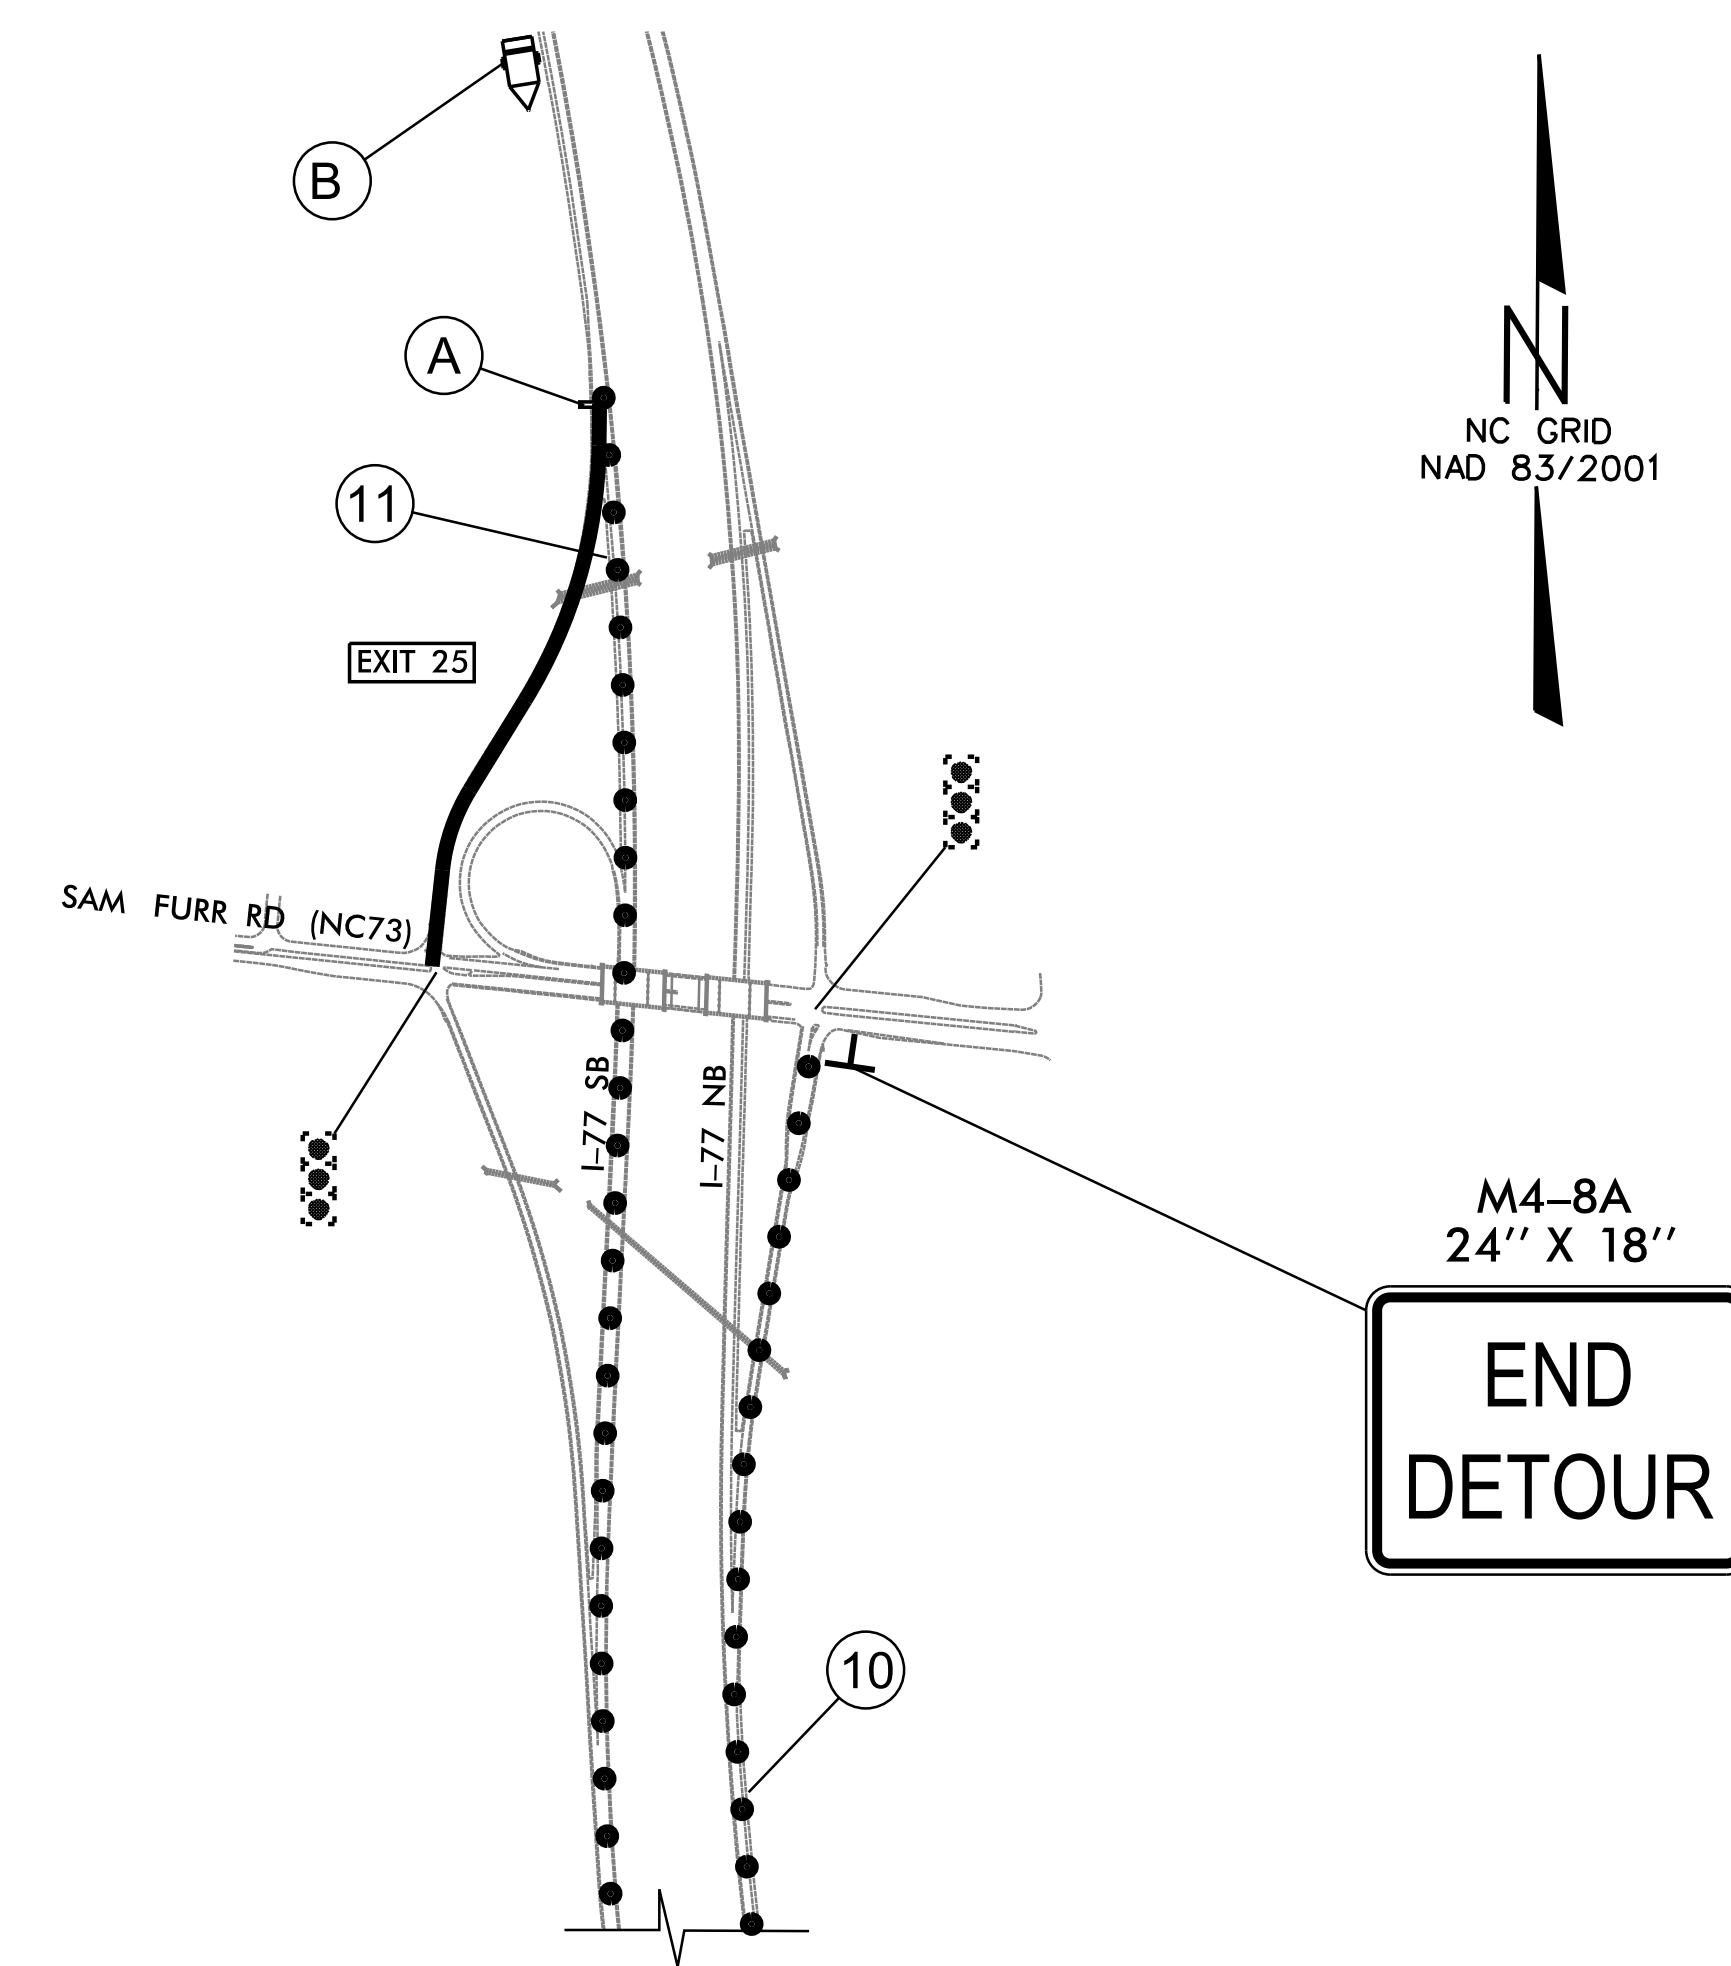 B
A
N
NC GRID
NAD 83/2001
11
EXIT 25
SAM FURR RD (NC73)
I-77 SB
I-77 NB
M4-8A
24'' X 18''
END
DETOUR
10